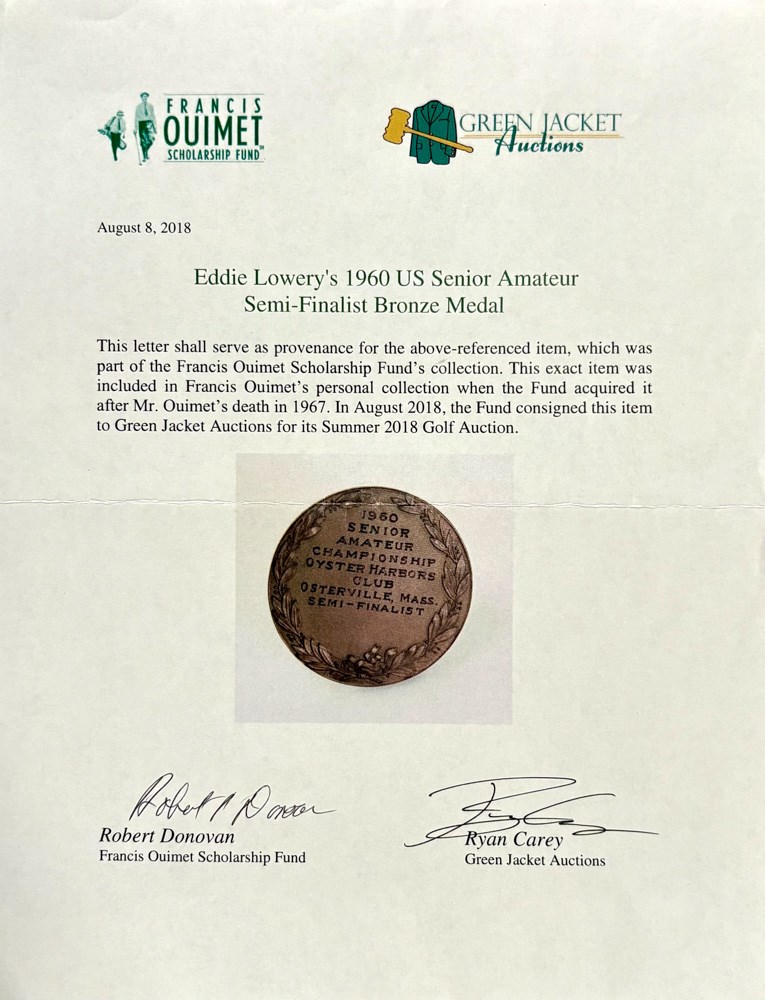 FRANCIS
OUIMET
SCHOLARSHIP FUND
GREEN JACKET
Auctions
August 8, 2018
Eddie Lowery's 1960 US Senior Amateur
Semi-Finalist Bronze Medal
This letter shall serve as provenance for the above-referenced item, which was
part of the Francis Ouimet Scholarship Fund's collection. This exact item was
included in Francis Ouimet's personal collection when the Fund acquired it
after Mr. Ouimet's death in 1967. In August 2018, the Fund consigned this item
to Green Jacket Auctions for its Summer 2018 Golf Auction.
1960
SENIOR
AMATEUR
CHAMPIONSHIP
OYSTER HARBORS
CLUB
OSTERVILLE, MASS.
SEMI-FINALIST
Robert Donovan
Francis Ouimet Scholarship Fund
Ryan Carey
Green Jacket Auctions